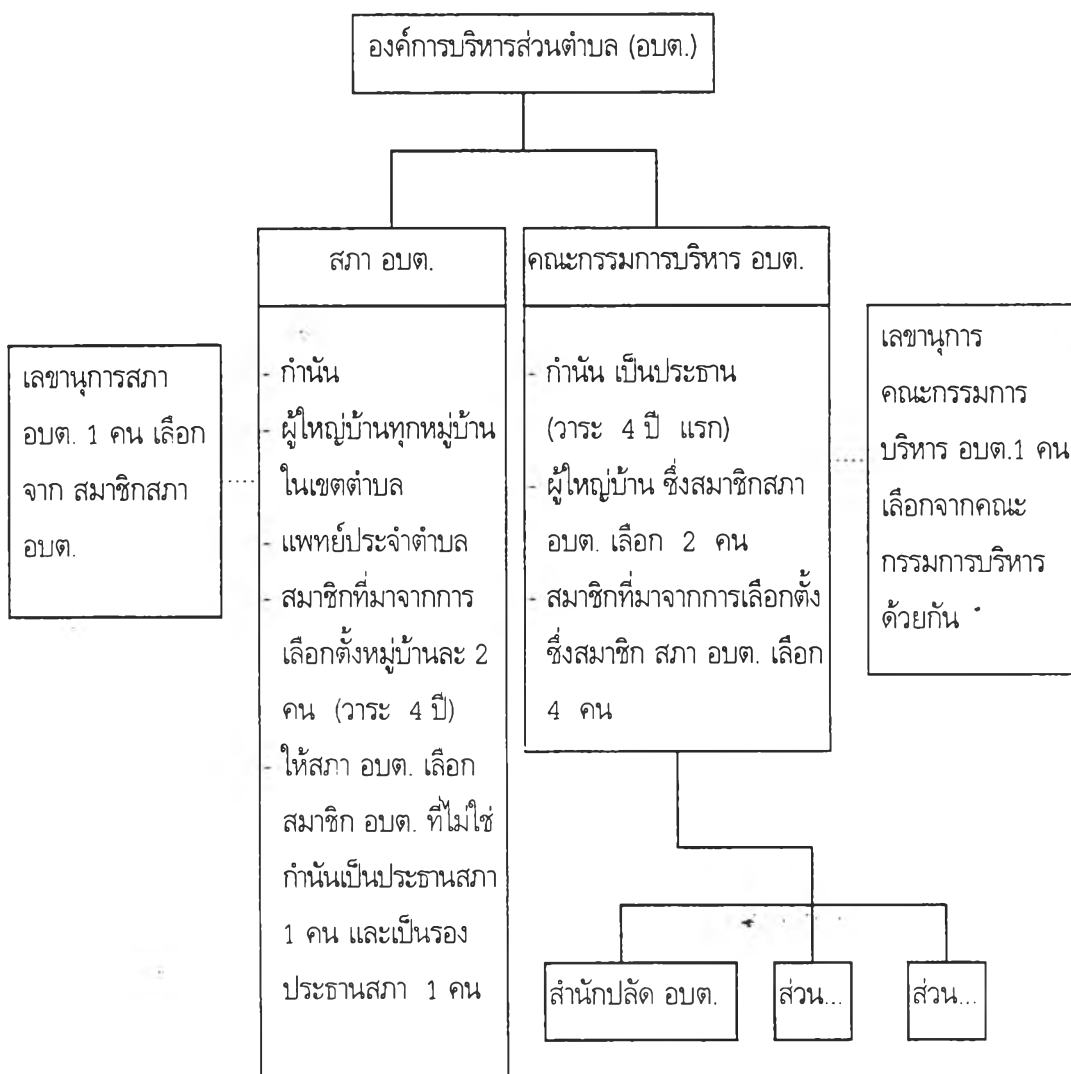 องค์การบริหารส่วนตำบล (อบต.)
สภา อบต.
คณะกรรมการบริหาร อบต.
เลขานุการสภา
อบต. 1 คน เลือก
จาก สมาชิกสภา
อบต.
- กำนัน
ผู้ใหญ่บ้านทุกหมู่บ้าน
ในเขตตำบล
- แพทย์ประจำตำบล
- สมาชิกที่มาจากการ
เลือกตั้งหมู่บ้านละ 2
คน (วาระ 4 ปี)
- ให้สภา อบต. เลือก
สมาชิก อบต. ที่ไม่ใช่
กำนันเป็นประธานสภา
1 คน และเป็นรอง
ประธานสภา 1 คน
- กำนัน เป็นประธาน
(วาระ 4 ปี แรก)
- ผู้ใหญ่บ้าน ซึ่งสมาชิกสภา
อบต. เลือก 2 คน
- สมาชิกที่มาจากการเลือกตั้ง
ซึ่งสมาชิก สภา อบต. เลือก
4 คน
เลขานุการ
คณะกรรมการ
บริหาร อบต.1 คน
เลือกจากคณะ
กรรมการบริหาร
ด้วยกัน
สำนักปลัด อบต.
ส่วน...
ส่วน...